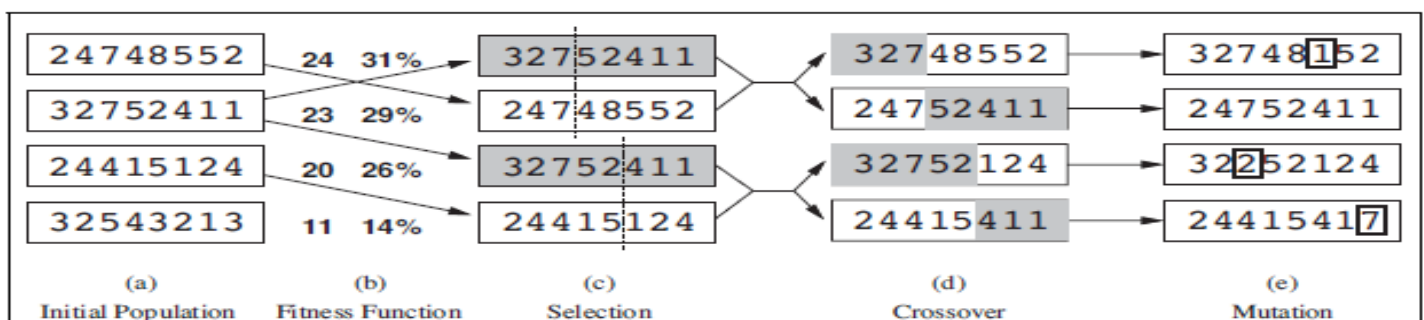 24748552 24 31% 32752411 32748552 32748152
32752411 23 29% 24748552 24752411 24752411
24415124 20 26% 32752411 32752124 32252124
32543213 11 14% 24415124 24415411 24415417
(a) (b) (c) (d) (e)
Initial Population Fitness Function Selection Crossover Mutation